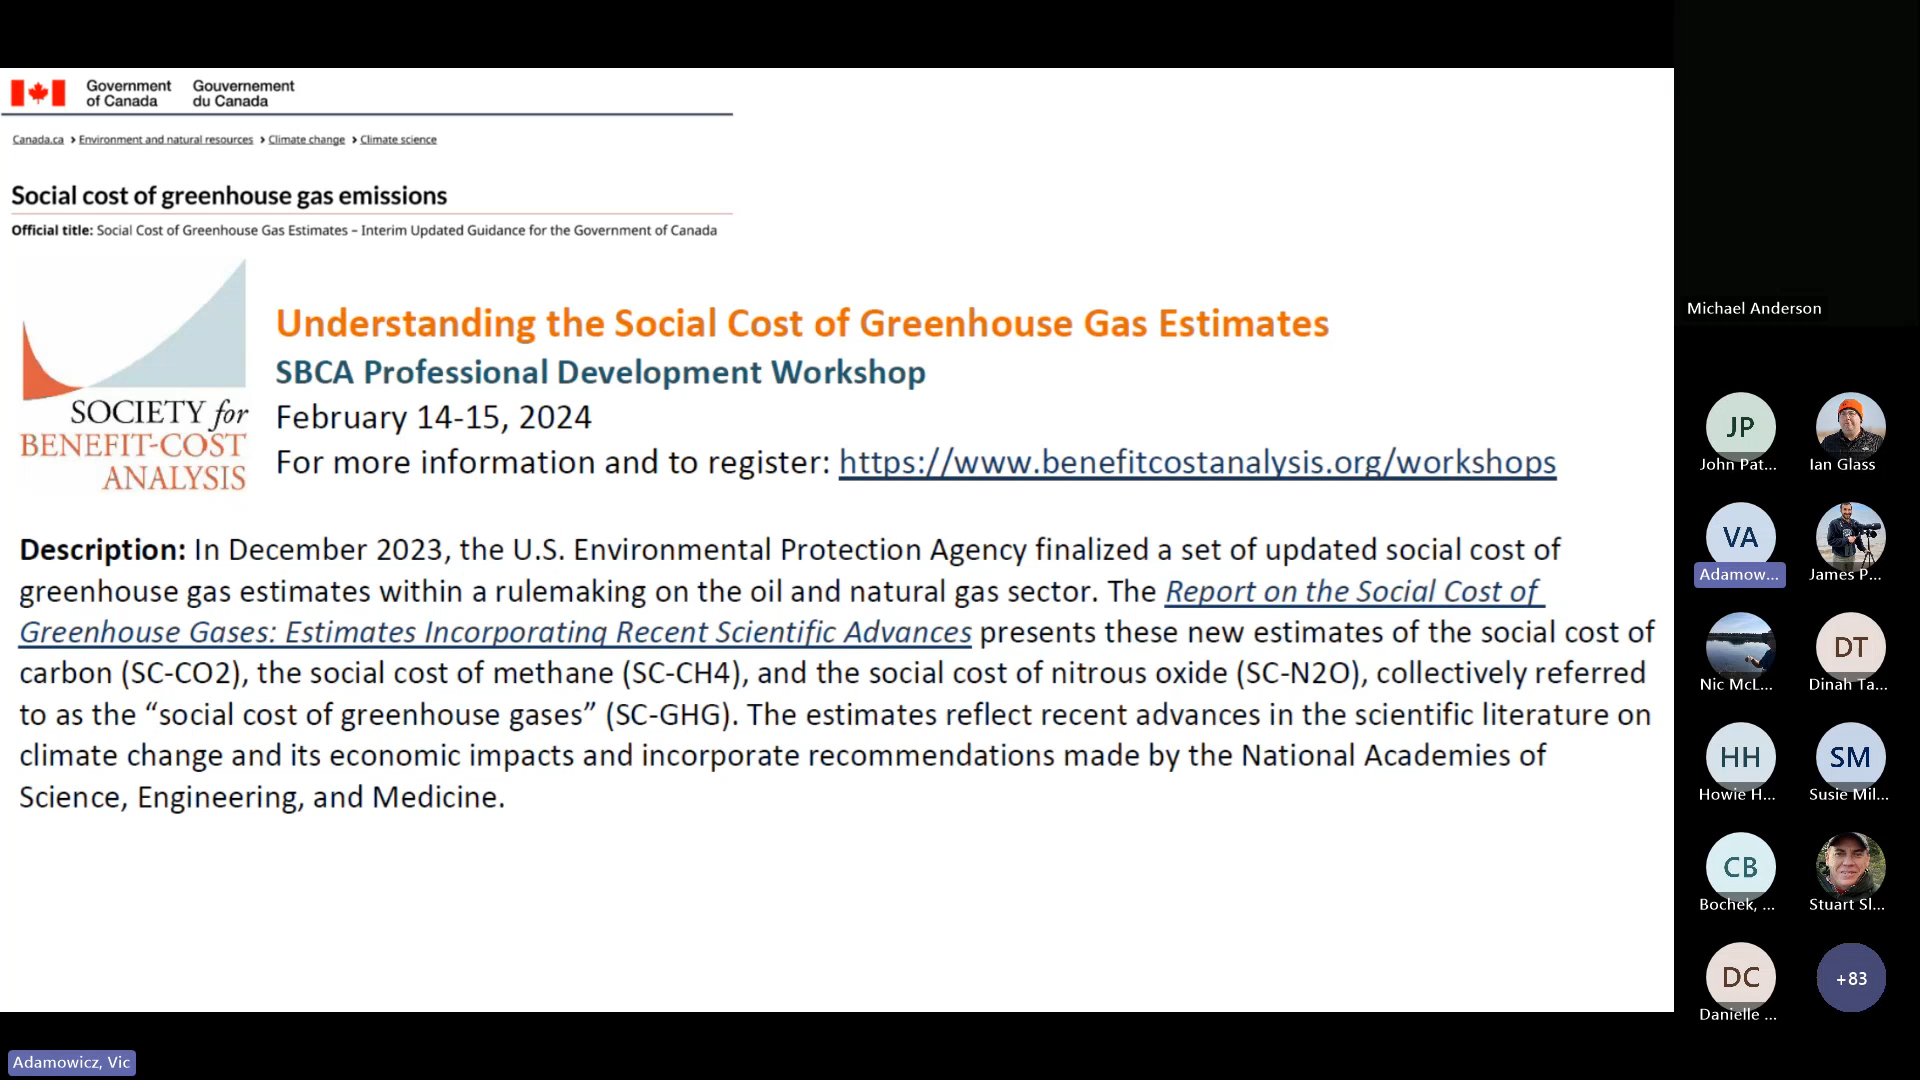 Government of Canada
Gouvernement du Canada
Canada.ca > Environment and natural resources > Climate change > Climate science
Social cost of greenhouse gas emissions
Official title: Social Cost of Greenhouse Gas Estimates – Interim Updated Guidance for the Government of Canada
SOCIETY for
BENEFIT-COST
ANALYSIS
Understanding the Social Cost of Greenhouse Gas Estimates
SBCA Professional Development Workshop
February 14-15, 2024
For more information and to register: https://www.benefitcostanalysis.org/workshops
Description: In December 2023, the U.S. Environmental Protection Agency finalized a set of updated social cost of
greenhouse gas estimates within a rulemaking on the oil and natural gas sector. The Report on the Social Cost of
Greenhouse Gases: Estimates Incorporating Recent Scientific Advances presents these new estimates of the social cost of
carbon (SC-CO2), the social cost of methane (SC-CH4), and the social cost of nitrous oxide (SC-N2O), collectively referred
to as the “social cost of greenhouse gases” (SC-GHG). The estimates reflect recent advances in the scientific literature on
climate change and its economic impacts and incorporate recommendations made by the National Academies of
Science, Engineering, and Medicine.
Michael Anderson
JP
John Pat...
Ian Glass
VA
Adamow...
James P...
Nic McL...
DT
Dinah Ta...
HH
Howie H...
SM
Susie Mil...
CB
Bochek, ...
Stuart Sl...
DC
Danielle ...
+83
Adamowicz, Vic